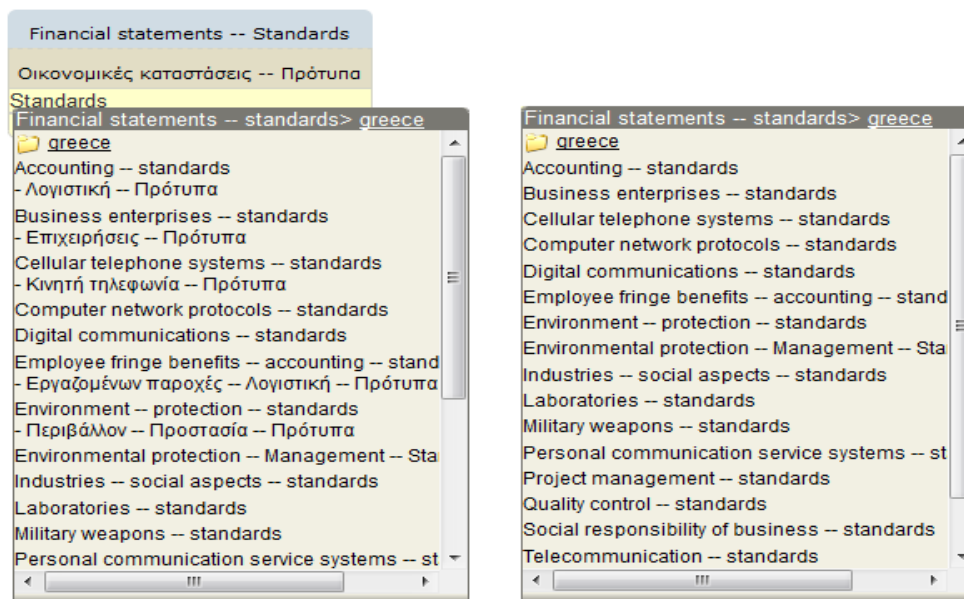 Financial statements -- Standards
Οικονομικές καταστάσεις -- Πρότυπα
Standards
Financial statements -- standards> greece
greece
Accounting -- standards
- Λογιστική -- Πρότυπα
Business enterprises -- standards
- Επιχειρήσεις -- Πρότυπα
Cellular telephone systems -- standards
- Κινητή τηλεφωνία -- Πρότυπα
Computer network protocols -- standards
Digital communications -- standards
Employee fringe benefits -- accounting -- stand
- Εργαζομένων παροχές -- Λογιστική -- Πρότυπα
Environment -- protection -- standards
- Περιβάλλον -- Προστασία -- Πρότυπα
Environmental protection -- Management -- Sta
Industries -- social aspects -- standards
Laboratories -- standards
Military weapons -- standards
Personal communication service systems -- st
Financial statements -- standards> greece
greece
Accounting -- standards
Business enterprises -- standards
Cellular telephone systems -- standards
Computer network protocols -- standards
Digital communications -- standards
Employee fringe benefits -- accounting -- stand
Environment -- protection -- standards
Environmental protection -- Management -- Sta
Industries -- social aspects -- standards
Laboratories -- standards
Military weapons -- standards
Personal communication service systems -- st
Project management -- standards
Quality control -- standards
Social responsibility of business -- standards
Telecommunication -- standards